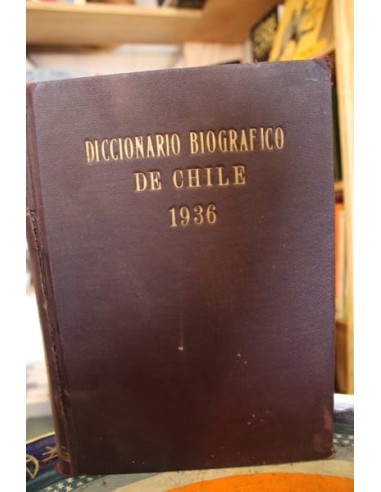 DICCIONARIO BIOGRAFICO
DE CHILE
1936